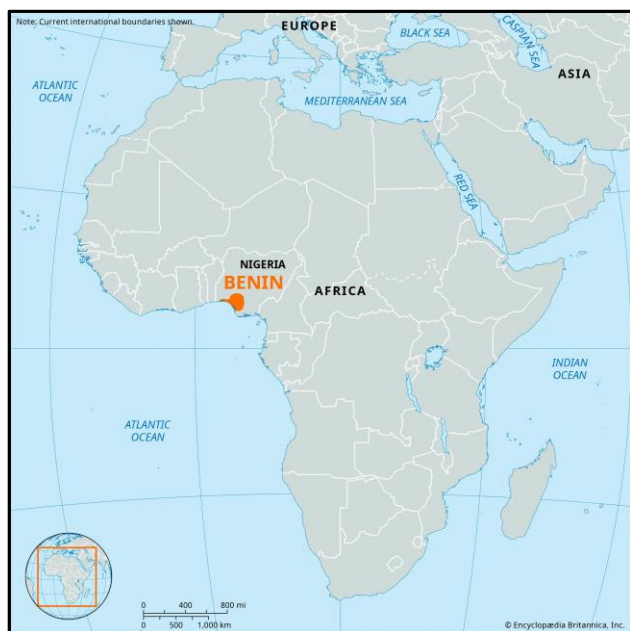 Note: Current international boundaries shown.
EUROPE
BLACK SEA
CASPIAN SEA
ASIA
ATLANTIC
OCEAN
MEDITERRANEAN SEA
RED SEA
NIGERIA
BENIN
AFRICA
INDIAN
OCEAN
ATLANTIC
OCEAN
0 400 800 mi
0 500 1,000 km
© Encyclopædia Britannica, Inc.